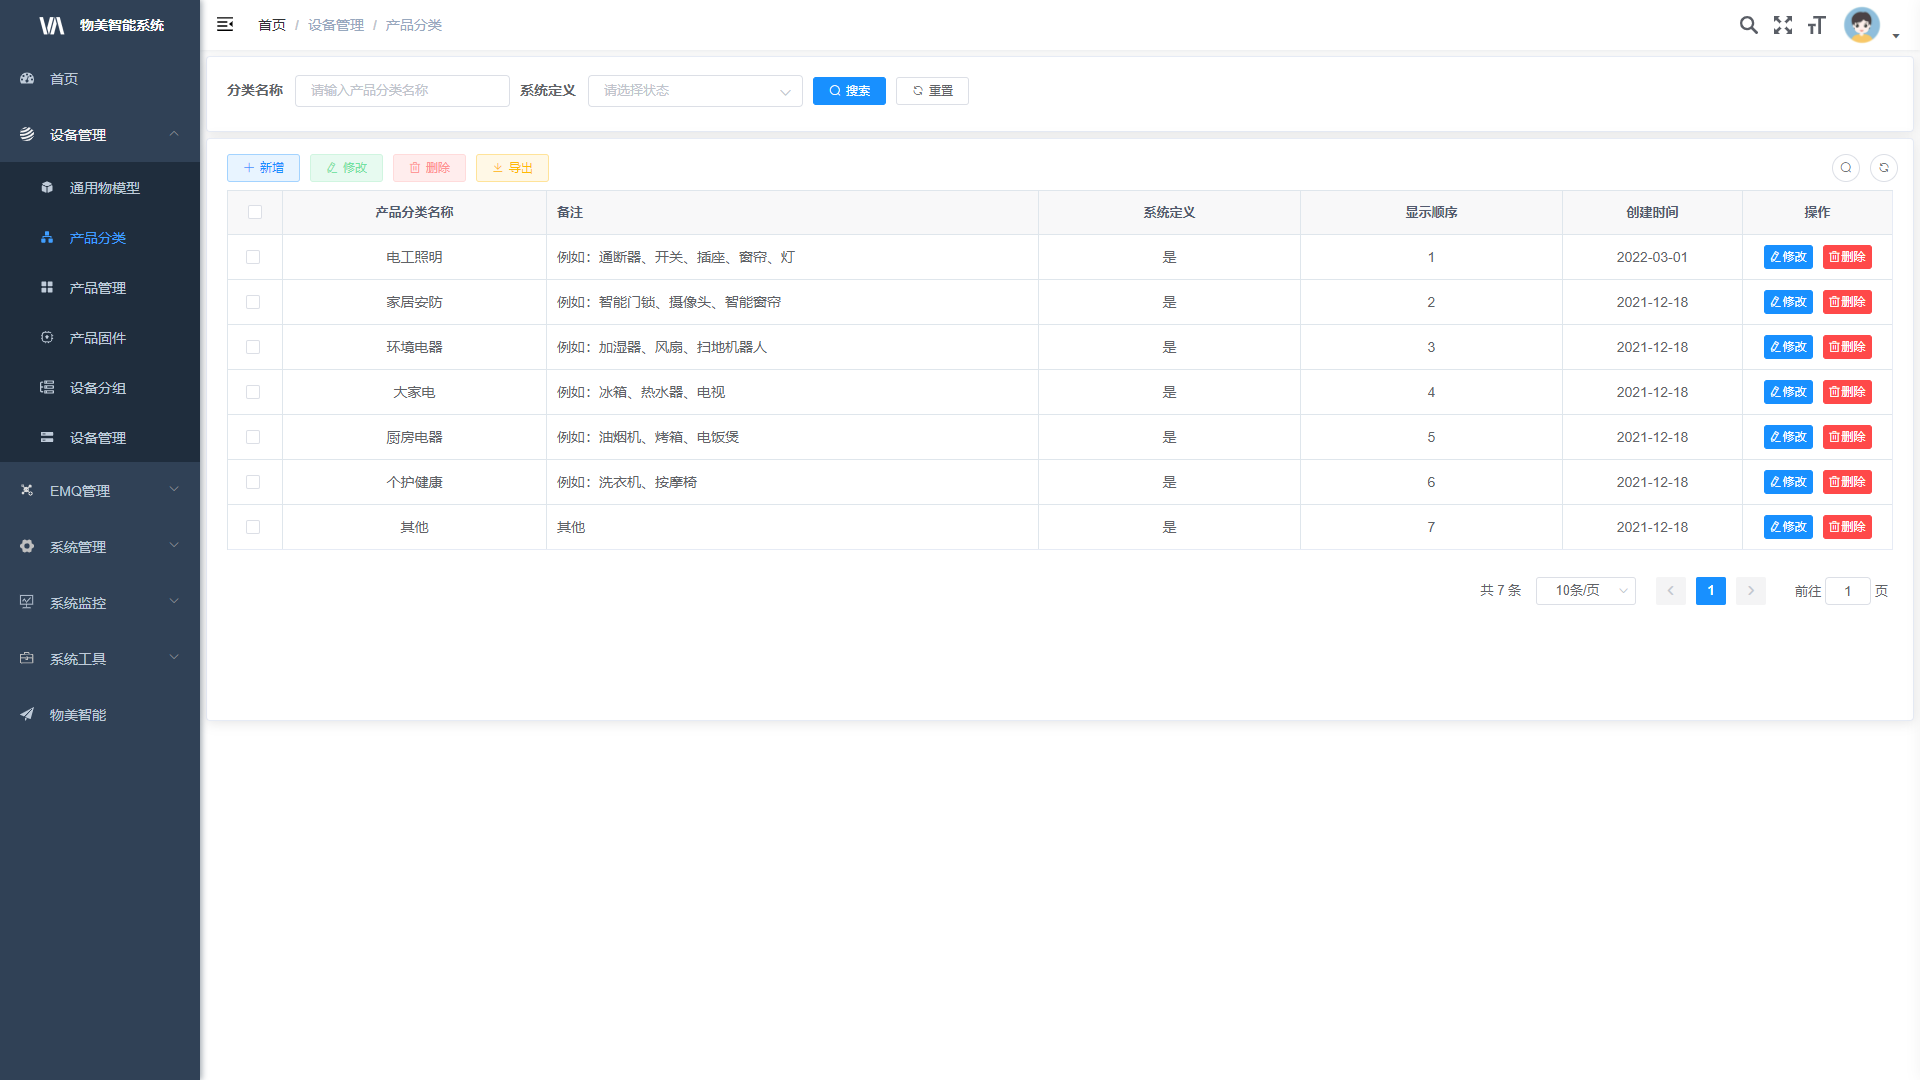 物美智能系统
首页
设备管理
通用物模型
产品分类
产品管理
产品固件
设备分组
设备管理
EMQ管理
系统管理
系统监控
系统工具
物美智能
首页 / 设备管理 / 产品分类
分类名称 请输入产品分类名称 系统定义 请选择状态 搜索 重置
新增 修改 删除 导出
产品分类名称 备注 系统定义 显示顺序 创建时间 操作
电工照明 例如：通断器、开关、插座、窗帘、灯 是 1 2022-03-01 修改 删除
家居安防 例如：智能门锁、摄像头、智能窗帘 是 2 2021-12-18 修改 删除
环境电器 例如：加湿器、风扇、扫地机器人 是 3 2021-12-18 修改 删除
大家电 例如：冰箱、热水器、电视 是 4 2021-12-18 修改 删除
厨房电器 例如：油烟机、烤箱、电饭煲 是 5 2021-12-18 修改 删除
个护健康 例如：洗衣机、按摩椅 是 6 2021-12-18 修改 删除
其他 其他 是 7 2021-12-18 修改 删除
共 7 条 10条/页 1 前往 1 页